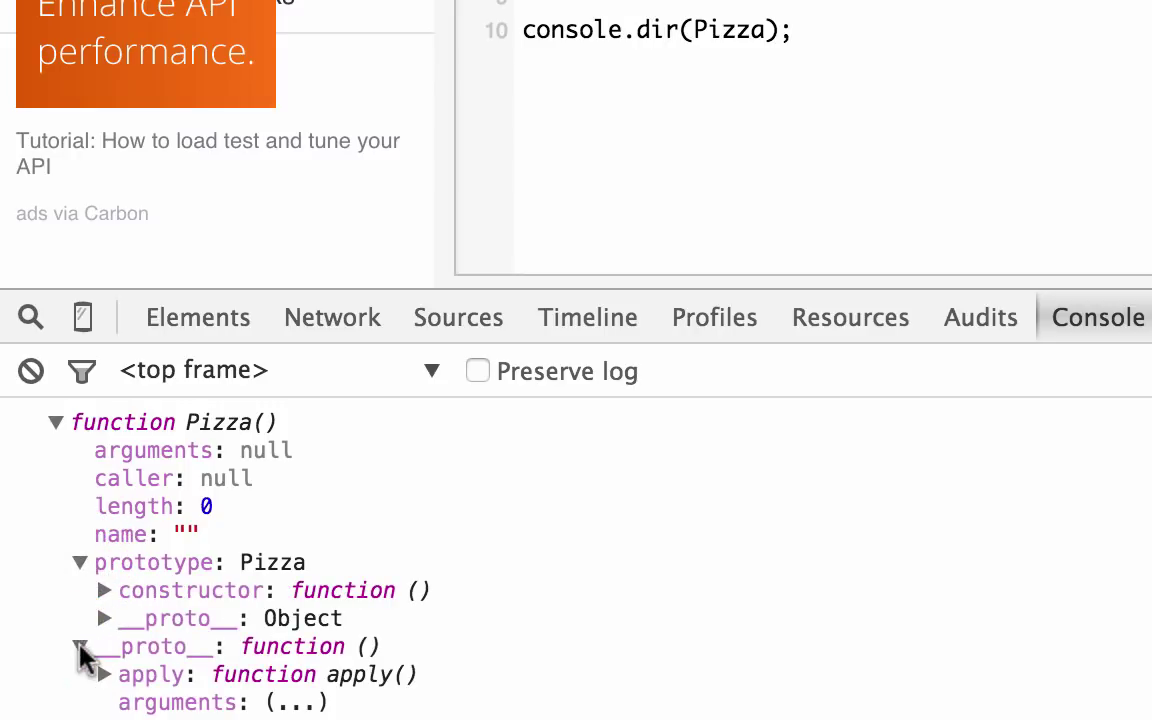 Enhance API
performance.
Tutorial: How to load test and tune your
API
ads via Carbon
10 console.dir(Pizza);
Elements Network Sources Timeline Profiles Resources Audits Console
<top frame> Preserve log
function Pizza()
arguments: null
caller: null
length: 0
name: ""
prototype: Pizza
constructor: function ()
__proto__: Object
__proto__: function ()
apply: function apply()
arguments: (...)